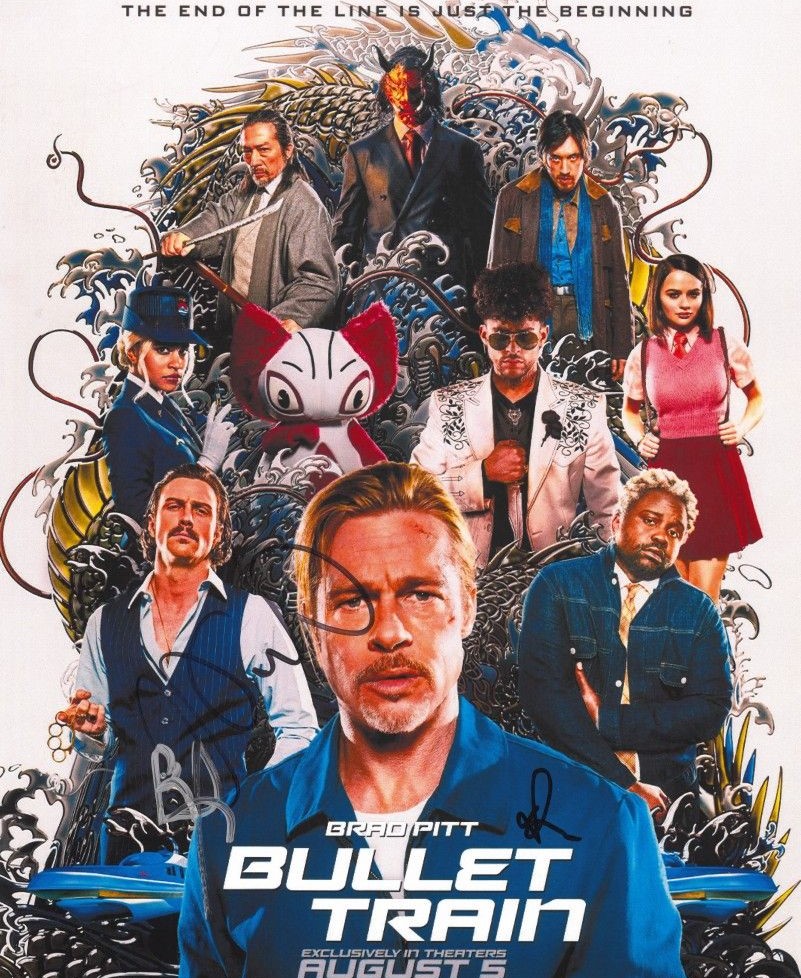 THE END OF THE LINE IS JUST THE BEGINNING
BRAD PITT
BULLET
TRAIN
EXCLUSIVELY IN THEATERS
AUGUST 5